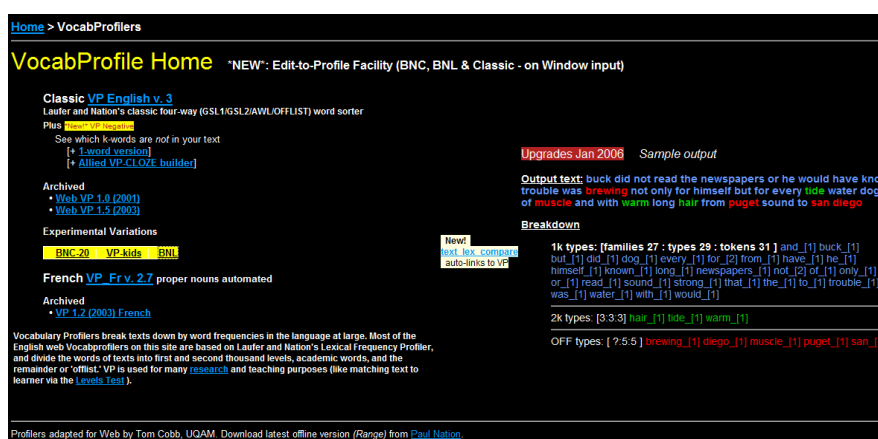 Home > VocabProfilers
VocabProfile Home *NEW*: Edit-to-Profile Facility (BNC, BNL & Classic - on Window input)
Classic VP English v. 3
Laufer and Nation's classic four-way (GSL1/GSL2/AWL/OFFLIST) word sorter
Plus *New!* VP Negative
See which k-words are not in your text
[+ 1-word version]
[+ Allied VP-CLOZE builder]
Archived
• Web VP 1.0 (2001)
• Web VP 1.5 (2003)
Experimental Variations
BNC-20 VP-kids BNL
French VP_Fr v. 2.7 proper nouns automated
Archived
• VP 1.2 (2003) French
Vocabulary Profilers break texts down by word frequencies in the language at large. Most of the
English web Vocabprofilers on this site are based on Laufer and Nation's Lexical Frequency Profiler,
and divide the words of texts into first and second thousand levels, academic words, and the
remainder or 'offlist.' VP is used for many research and teaching purposes (like matching text to
learner via the Levels Test ).
New!
text_lex_compare
auto-links to VP
Upgrades Jan 2006 Sample output
Output text: buck did not read the newspapers or he would have kno
trouble was brewing not only for himself but for every tide water dog
of muscle and with warm long hair from puget sound to san diego
Breakdown
1k types: [families 27 : types 29 : tokens 31 ] and_[1] buck_[1]
but_[1] did_[1] dog_[1] every_[1] for_[2] from_[1] have_[1] he_[1]
himself_[1] known_[1] long_[1] newspapers_[1] not_[2] of_[1] only_[1]
or_[1] read_[1] sound_[1] strong_[1] that_[1] the_[1] to_[1] trouble_[1]
was_[1] water_[1] with_[1] would_[1]
2k types: [3:3:3] hair_[1] tide_[1] warm_[1]
OFF types: [ ?:5:5 ] brewing_[1] diego_[1] muscle_[1] puget_[1] san_[
Profilers adapted for Web by Tom Cobb, UQAM. Download latest offline version (Range) from Paul Nation.